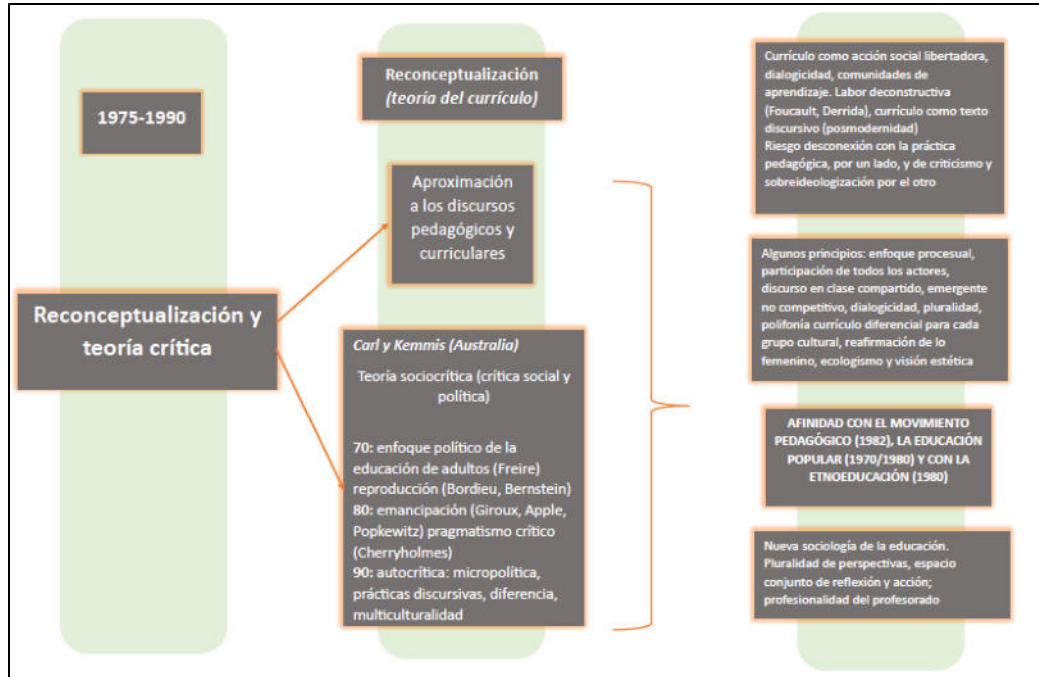 1975-1990
Reconceptualización y
teoría crítica
Reconceptualización
(teoría del currículo)
Aproximación
a los discursos
pedagógicos y
curriculares
Carl y Kemmis (Australia)
Teoría sociocrítica (crítica social y
política)
70: enfoque político de la
educación de adultos (Freire)
reproducción (Bordieu, Bernstein)
80: emancipación (Giroux, Apple,
Popkewitz) pragmatismo crítico
(Cherryholmes)
90: autocrítica: micropolítica,
prácticas discursivas, diferencia,
multiculturalidad
Currículo como acción social libertadora,
dialogicidad, comunidades de
aprendizaje. Labor deconstructiva
(Foucault, Derrida), currículo como texto
discursivo (posmodernidad)
Riesgo desconexión con la práctica
pedagógica, por un lado, y de criticismo y
sobreideologización por el otro
Algunos principios: enfoque procesual,
participación de todos los actores,
discurso en clase compartido, emergente
no competitivo, dialogicidad, pluralidad,
polifonía currículo diferencial para cada
grupo cultural, reafirmación de lo
femenino, ecologismo y visión estética
AFINIDAD CON EL MOVIMIENTO
PEDAGÓGICO (1982), LA EDUCACIÓN
POPULAR (1970/1980) Y CON LA
ETNOEDUCACIÓN (1980)
Nueva sociología de la educación.
Pluralidad de perspectivas, espacio
conjunto de reflexión y acción;
profesionalidad del profesorado